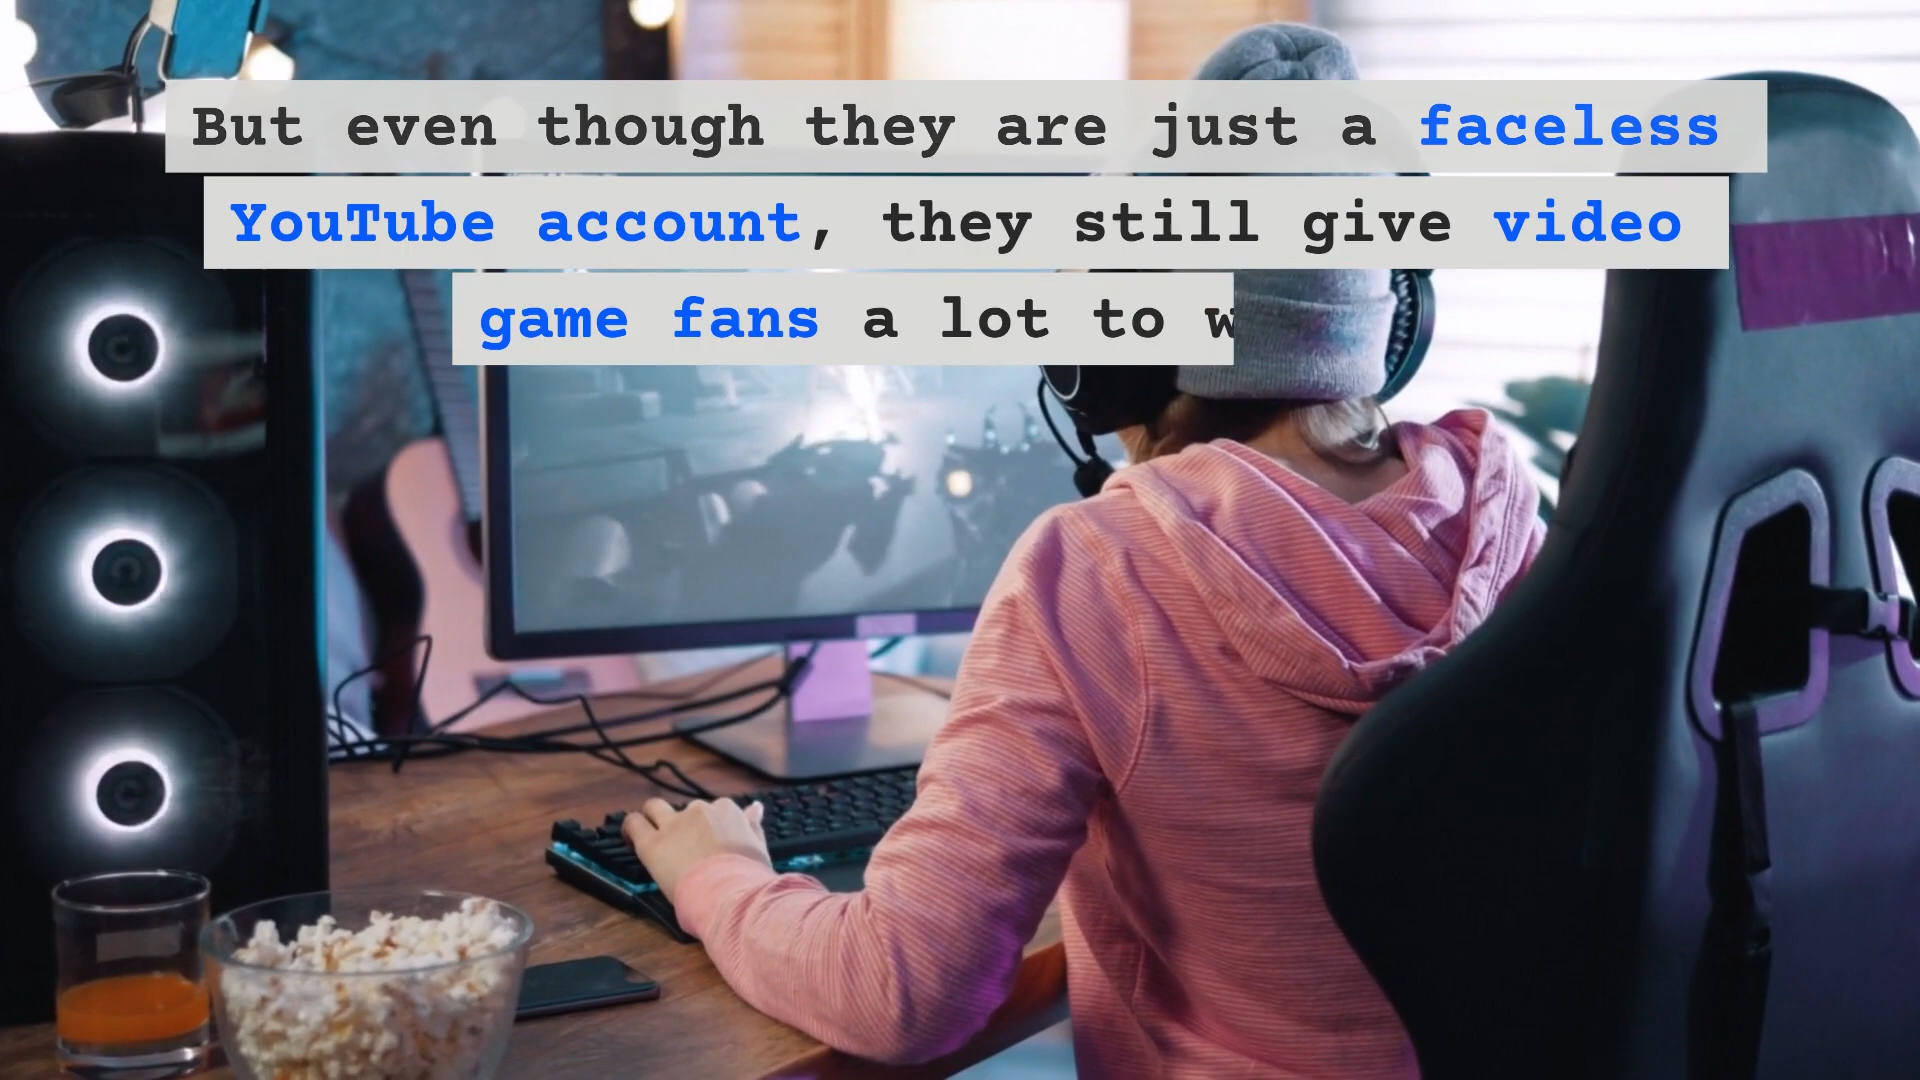 But even though they are just a faceless
YouTube account, they still give video
game fans a lot to w